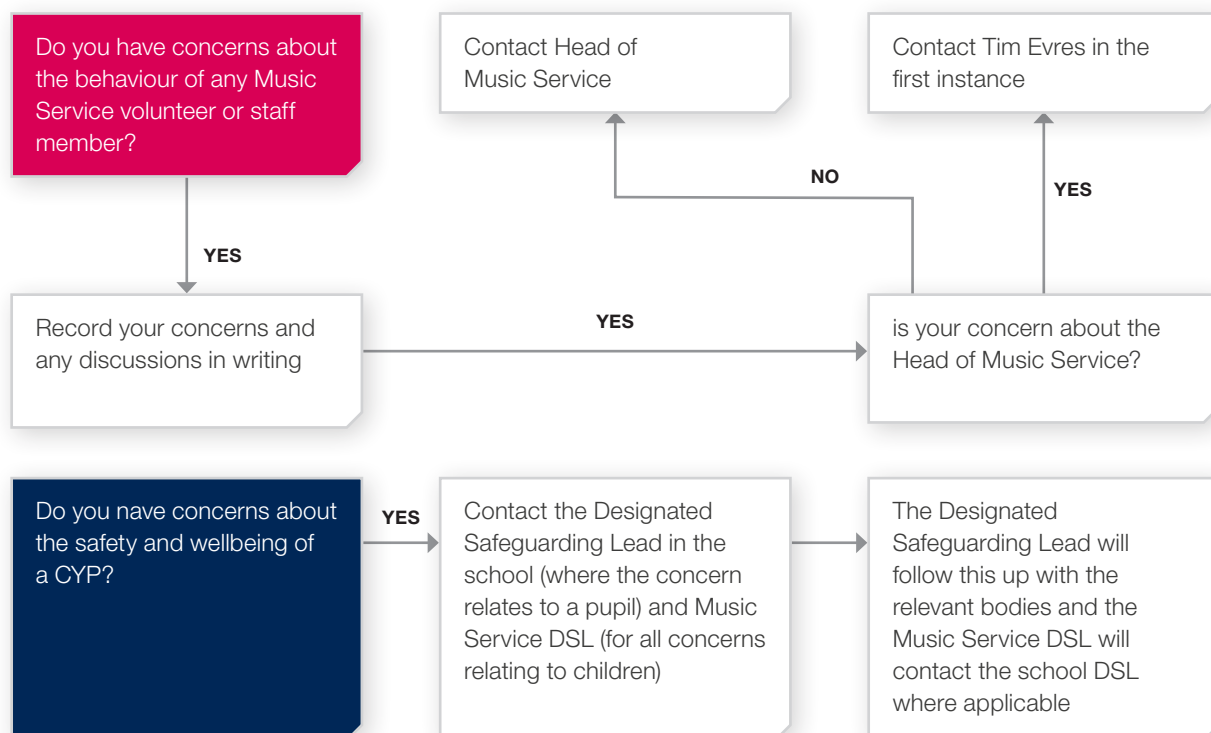 Do you have concerns about
the behaviour of any Music
Service volunteer or staff
member?
Contact Head of
Music Service
Contact Tim Evres in the
first instance
NO
YES
YES
Record your concerns and
any discussions in writing
YES
is your concern about the
Head of Music Service?
Do you nave concerns about
the safety and wellbeing of
a CYP?
YES
Contact the Designated
Safeguarding Lead in the
school (where the concern
relates to a pupil) and Music
Service DSL (for all concerns
relating to children)
The Designated
Safeguarding Lead will
follow this up with the
relevant bodies and the
Music Service DSL will
contact the school DSL
where applicable